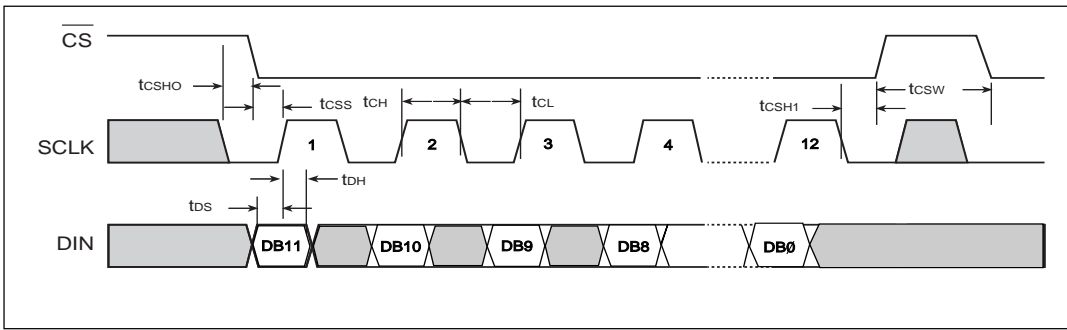 CS
tCSHO
tCSS
tCH
tCL
tCSH1
tCSW
SCLK
1
2
3
4
12
tDH
tDS
DIN
DB11
DB10
DB9
DB8
DBØ